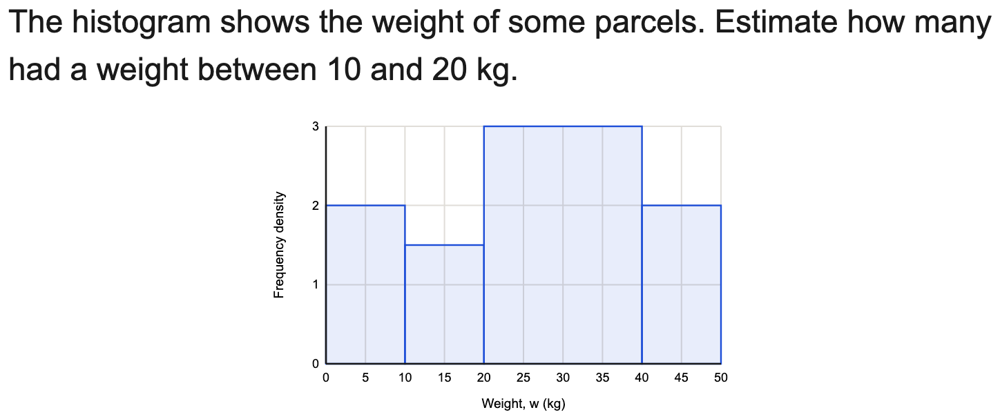 The histogram shows the weight of some parcels. Estimate how many
had a weight between 10 and 20 kg.
3
2
1
0
Frequency density
0 5 10 15 20 25 30 35 40 45 50
Weight, w (kg)